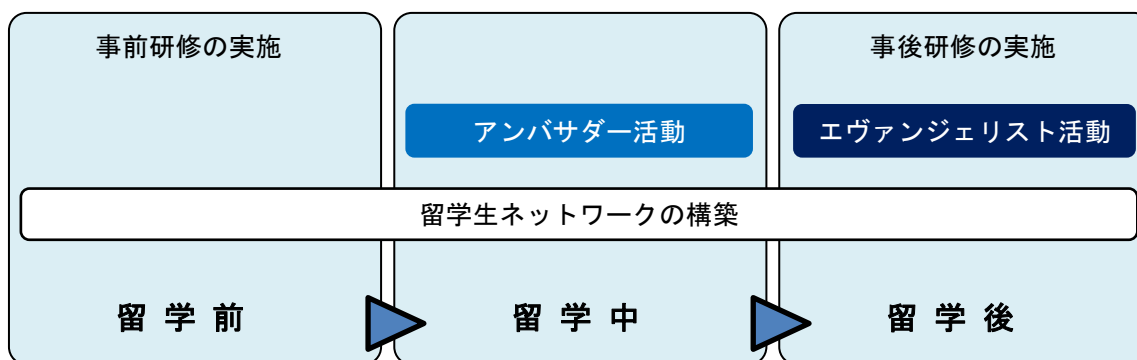 事前研修の実施
事後研修の実施
アンバサダー活動
エヴァンジェリスト活動
留学生ネットワークの構築
留学前
留学中
留学後